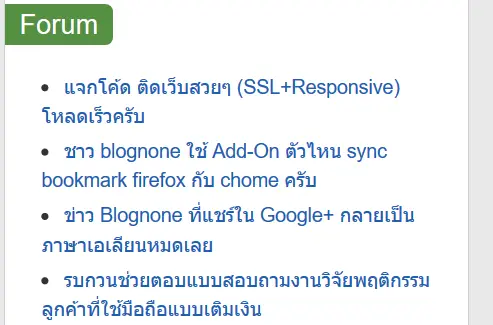 Forum
แจกโค้ด ติดเว็บสวยๆ (SSL+Responsive)
โหลดเร็วครับ
ชาว blognone ใช้ Add-On ตัวไหน sync
bookmark firefox กับ chome ครับ
ข่าว Blognone ที่แชร์ใน Google+ กลายเป็น
ภาษาเอเลียนหมดเลย
รบกวนช่วยตอบแบบสอบถามงานวิจัยพฤติกรรม
ลูกค้าที่ใช้มือถือแบบเติมเงิน